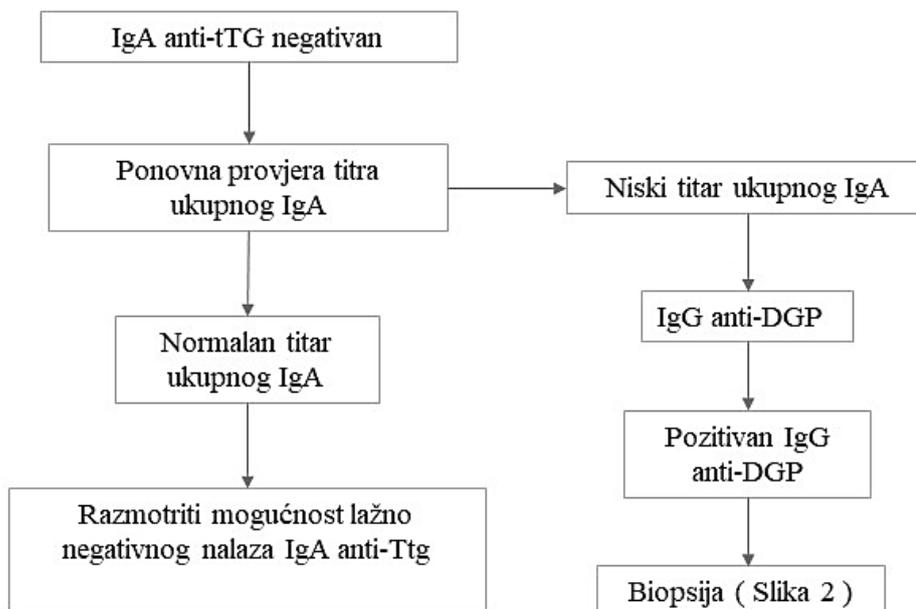 IgA anti-tTG negativan
Ponovna provjera titra
ukupnog IgA
Niski titar ukupnog IgA
Normalan titar
ukupnog IgA
IgG anti-DGP
Pozitivan IgG
anti-DGP
Razmotriti mogućnost lažno
negativnog nalaza IgA anti-Ttg
Biopsija ( Slika 2 )